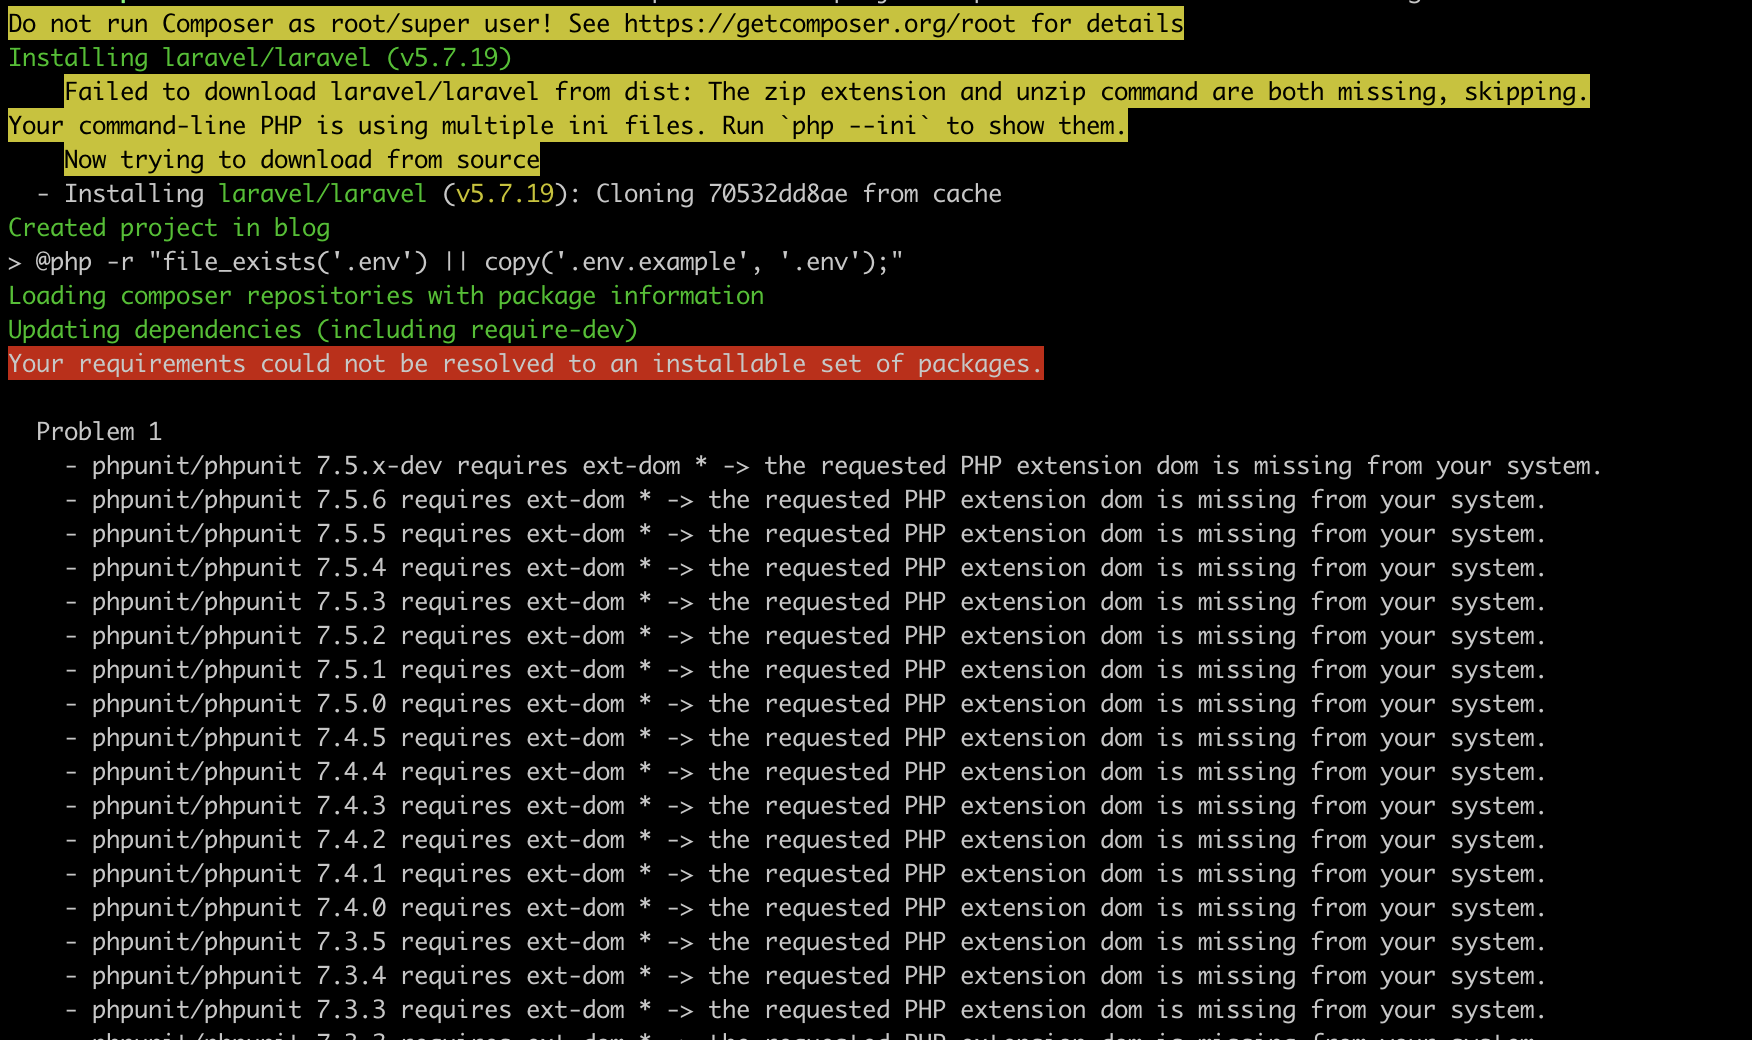 Do not run Composer as root/super user! See https://getcomposer.org/root for details
Installing laravel/laravel (v5.7.19)
Failed to download laravel/laravel from dist: The zip extension and unzip command are both missing, skipping.
Your command-line PHP is using multiple ini files. Run `php --ini` to show them.
Now trying to download from source
- Installing laravel/laravel (v5.7.19): Cloning 70532dd8ae from cache
Created project in blog
> @php -r "file_exists('.env') || copy('.env.example', '.env');"
Loading composer repositories with package information
Updating dependencies (including require-dev)
Your requirements could not be resolved to an installable set of packages.
Problem 1
- phpunit/phpunit 7.5.x-dev requires ext-dom * -> the requested PHP extension dom is missing from your system.
- phpunit/phpunit 7.5.6 requires ext-dom * -> the requested PHP extension dom is missing from your system.
- phpunit/phpunit 7.5.5 requires ext-dom * -> the requested PHP extension dom is missing from your system.
- phpunit/phpunit 7.5.4 requires ext-dom * -> the requested PHP extension dom is missing from your system.
- phpunit/phpunit 7.5.3 requires ext-dom * -> the requested PHP extension dom is missing from your system.
- phpunit/phpunit 7.5.2 requires ext-dom * -> the requested PHP extension dom is missing from your system.
- phpunit/phpunit 7.5.1 requires ext-dom * -> the requested PHP extension dom is missing from your system.
- phpunit/phpunit 7.5.0 requires ext-dom * -> the requested PHP extension dom is missing from your system.
- phpunit/phpunit 7.4.5 requires ext-dom * -> the requested PHP extension dom is missing from your system.
- phpunit/phpunit 7.4.4 requires ext-dom * -> the requested PHP extension dom is missing from your system.
- phpunit/phpunit 7.4.3 requires ext-dom * -> the requested PHP extension dom is missing from your system.
- phpunit/phpunit 7.4.2 requires ext-dom * -> the requested PHP extension dom is missing from your system.
- phpunit/phpunit 7.4.1 requires ext-dom * -> the requested PHP extension dom is missing from your system.
- phpunit/phpunit 7.4.0 requires ext-dom * -> the requested PHP extension dom is missing from your system.
- phpunit/phpunit 7.3.5 requires ext-dom * -> the requested PHP extension dom is missing from your system.
- phpunit/phpunit 7.3.4 requires ext-dom * -> the requested PHP extension dom is missing from your system.
- phpunit/phpunit 7.3.3 requires ext-dom * -> the requested PHP extension dom is missing from your system.